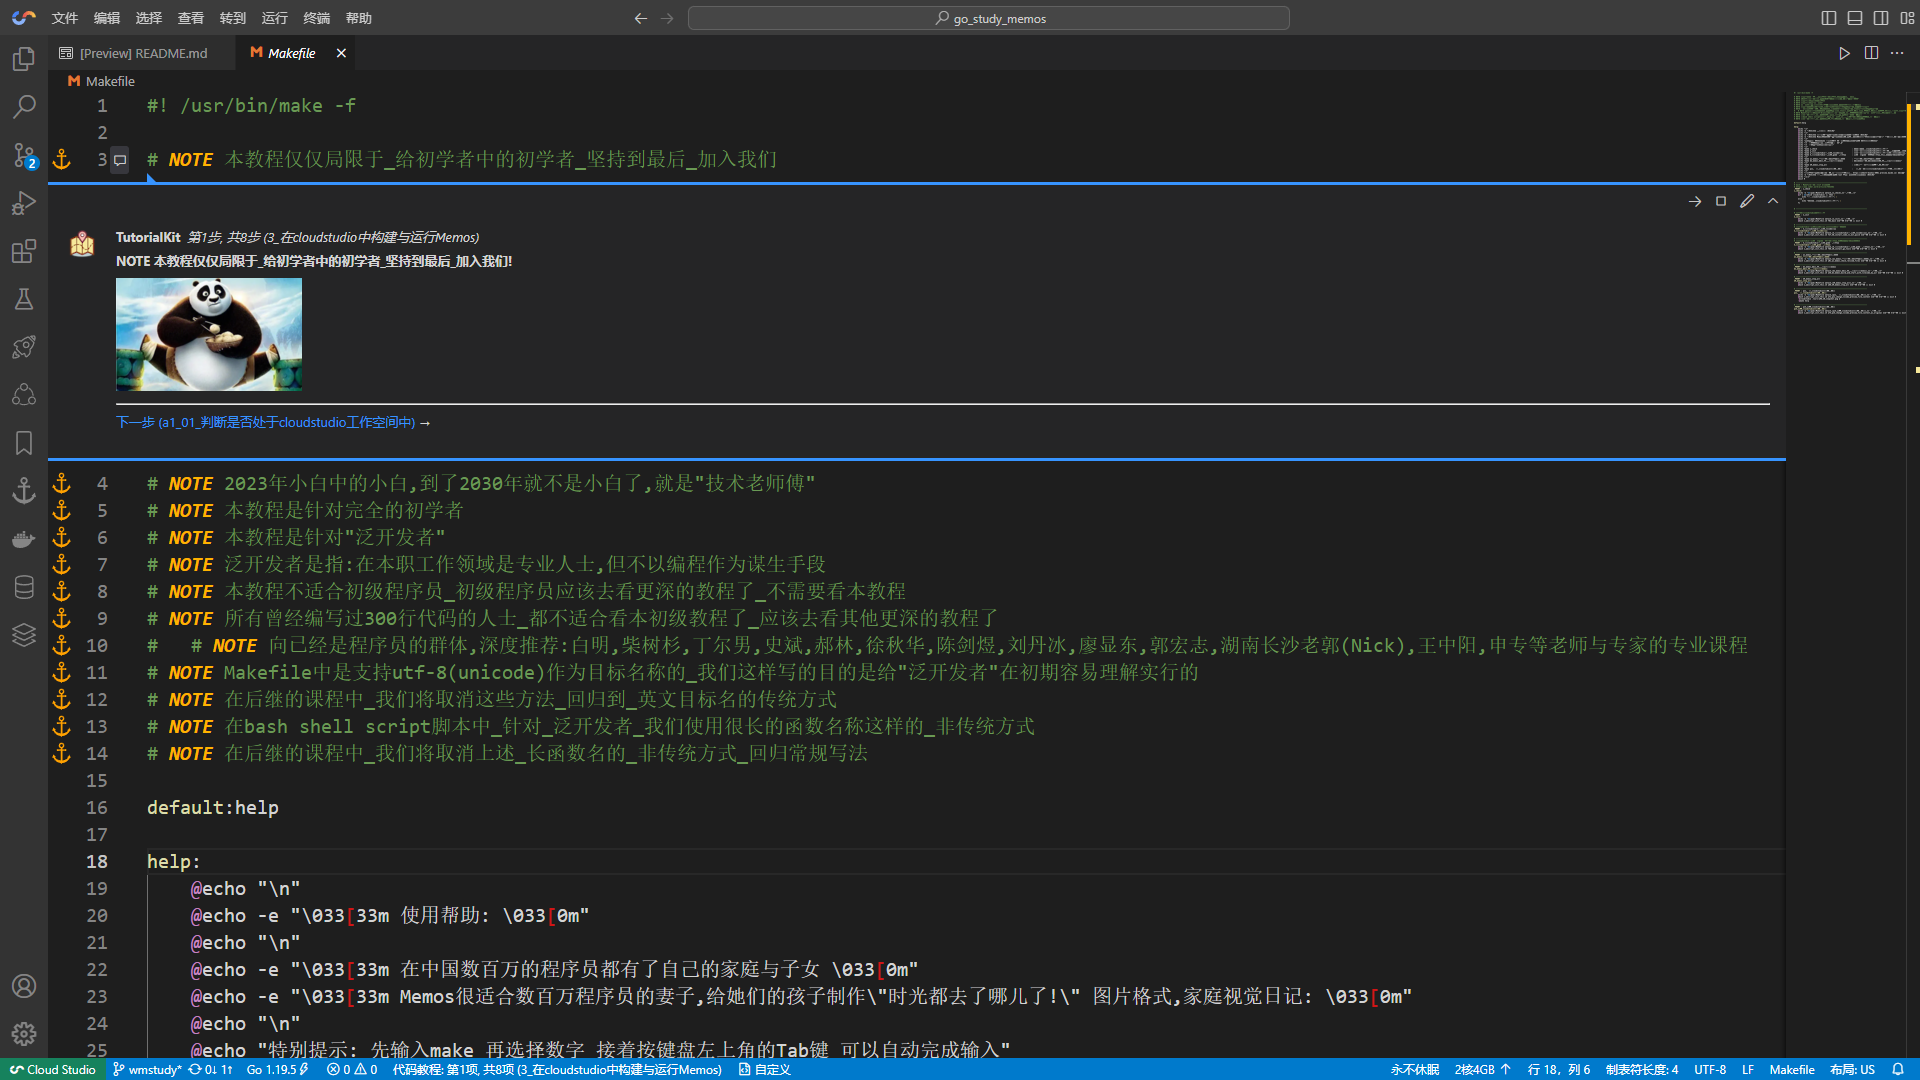 文件 编辑 选择 查看 转到 运行 终端 帮助
go_study_memos
[Preview] README.md
Makefile
Makefile
1 #! /usr/bin/make -f
2
3 # NOTE 本教程仅仅局限于_给初学者中的初学者_坚持到最后_加入我们
TutorialKit 第1步, 共8步 (3_在cloudstudio中构建与运行Memos)
NOTE 本教程仅仅局限于_给初学者中的初学者_坚持到最后_加入我们!
下一步 (a1_01_判断是否处于cloudstudio工作空间中) →
4 # NOTE 2023年小白中的小白,到了2030年就不是小白了,就是"技术老师傅"
5 # NOTE 本教程是针对完全的初学者
6 # NOTE 本教程是针对"泛开发者"
7 # NOTE 泛开发者是指:在本职工作领域是专业人士,但不以编程作为谋生手段
8 # NOTE 本教程不适合初级程序员_初级程序员应该去看更深的教程了_不需要看本教程
9 # NOTE 所有曾经编写过300行代码的人士_都不适合看本初级教程了_应该去看其他更深的教程了
10 #   # NOTE 向已经是程序员的群体,深度推荐:白明,柴树杉,丁尔男,史斌,郝林,徐秋华,陈剑煜,刘丹冰,廖显东,郭宏志,湖南长沙老郭(Nick),王中阳,申专等老师与专家的专业课程
11 # NOTE Makefile中是支持utf-8(unicode)作为目标名称的_我们这样写的目的是给"泛开发者"在初期容易理解实行的
12 # NOTE 在后继的课程中_我们将取消这些方法_回归到_英文目标名的传统方式
13 # NOTE 在bash shell script脚本中_针对_泛开发者_我们使用很长的函数名称这样的_非传统方式
14 # NOTE 在后继的课程中_我们将取消上述_长函数名的_非传统方式_回归常规写法
15
16 default:help
17
18 help:
19 @echo "\n"
20 @echo -e "\033[33m 使用帮助: \033[0m"
21 @echo "\n"
22 @echo -e "\033[33m 在中国数百万的程序员都有了自己的家庭与子女 \033[0m"
23 @echo -e "\033[33m Memos很适合数百万程序员的妻子,给她们的孩子制作\"时光都去了哪儿了!\" 图片格式,家庭视觉日记: \033[0m"
24 @echo "\n"
25 @echo "特别提示: 先输入make 再选择数字 接着按键盘左上角的Tab键 可以自动完成输入"
2
Cloud Studio wmstudy* 0↓ 1↑ Go 1.19.5 0 0 代码教程: 第1项, 共8项 (3_在cloudstudio中构建与运行Memos) 自定义 永不休眠 2核4GB 行 18，列 6 制表符长度: 4 UTF-8 LF Makefile 布局: US